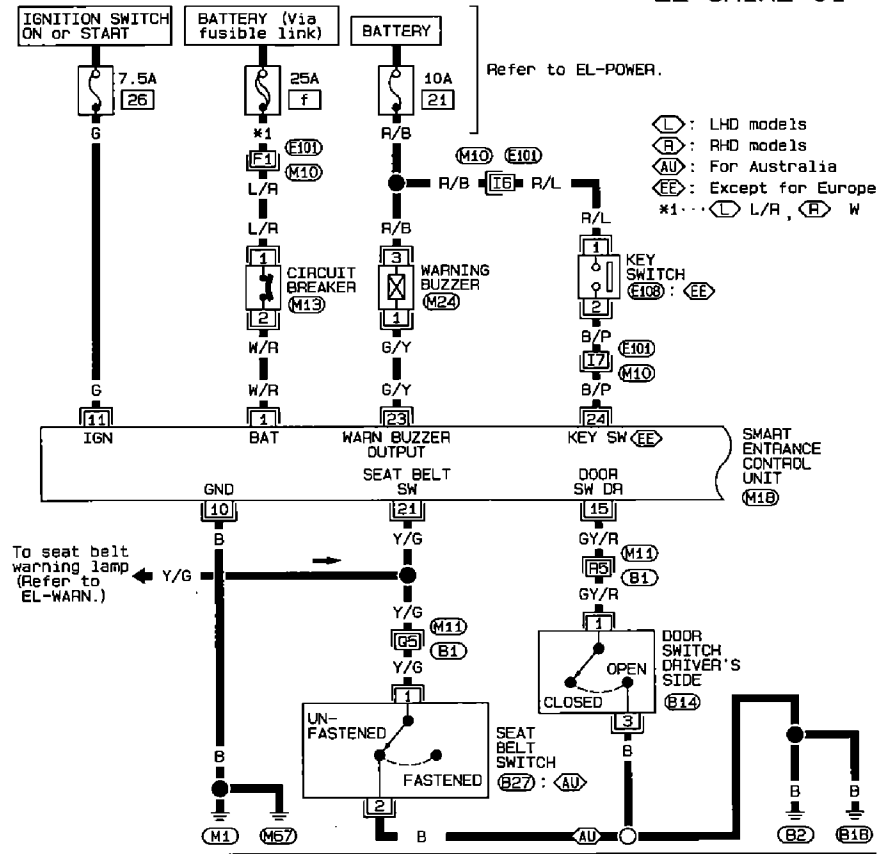 IGNITION SWITCH ON or START
BATTERY (Via fusible link)
BATTERY
7.5A
26
25A
f
10A
21
Refer to EL-POWER.
G
*1
R/B
F1
E101
M10
L/R
M10
E101
R/B
I6
R/L
L: LHD models
R: RHD models
AU: For Australia
EE: Except for Europe
*1··· L L/R, R W
L/R
R/B
R/L
1
CIRCUIT BREAKER
M13
2
3
WARNING BUZZER
M24
1
1
KEY SWITCH
E108 : EE
2
W/R
G/Y
B/P
I7
E101
M10
G
W/R
G/Y
B/P
11
1
23
24
IGN
BAT
WARN BUZZER OUTPUT
KEY SW EE
SMART ENTRANCE CONTROL UNIT
M18
GND
SEAT BELT SW
DOOR SW DR
10
21
15
B
Y/G
GY/R
To seat belt warning lamp (Refer to EL-WARN.)
Y/G
R5
M11
B1
Y/G
GY/R
Q5
M11
B1
Y/G
1
DOOR SWITCH DRIVER'S SIDE
B14
OPEN
CLOSED
3
1
UN-FASTENED
FASTENED
SEAT BELT SWITCH
B27 : AU
2
B
B
B
AU
B
B
M1
M67
B2
B18